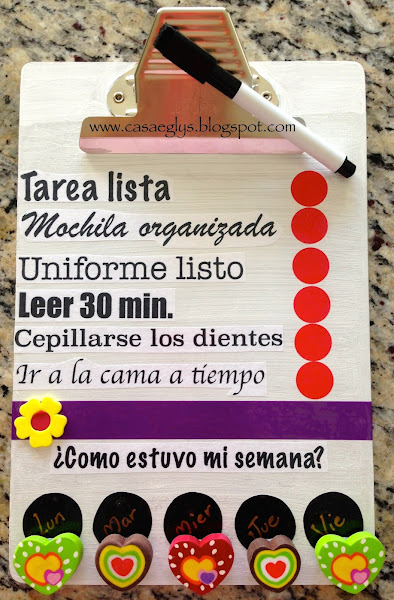 www.casaeglys.blogspot.com
Tarea lista
Mochila organizada
Uniforme listo
Leer 30 min.
Cepillarse los dientes
Ir a la cama a tiempo
¿Como estuvo mi semana?
Lun Mar Mier Jue Vie